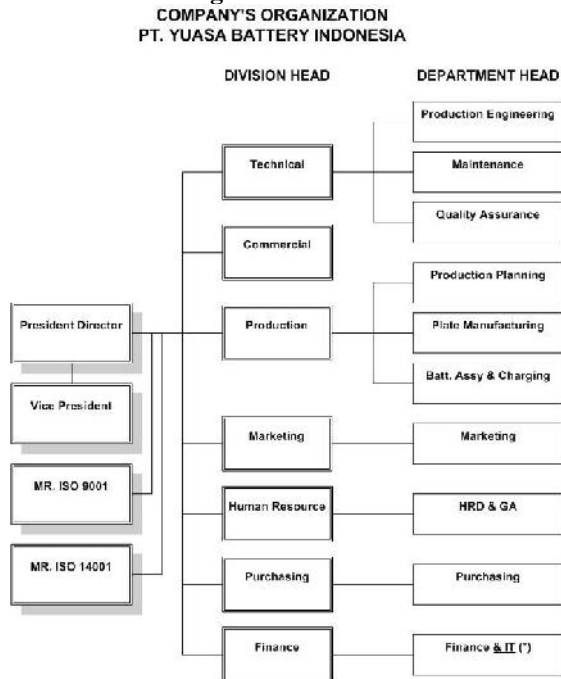 COMPANY'S ORGANIZATION
PT. YUASA BATTERY INDONESIA
DIVISION HEAD
DEPARTMENT HEAD
Production Engineering
Technical
Maintenance
Quality Assurance
Commercial
Production Planning
President Director
Production
Plate Manufacturing
Batt. Assy & Charging
Vice President
Marketing
Marketing
MR. ISO 9001
Human Resource
HRD & GA
MR. ISO 14001
Purchasing
Purchasing
Finance
Finance & IT (*)